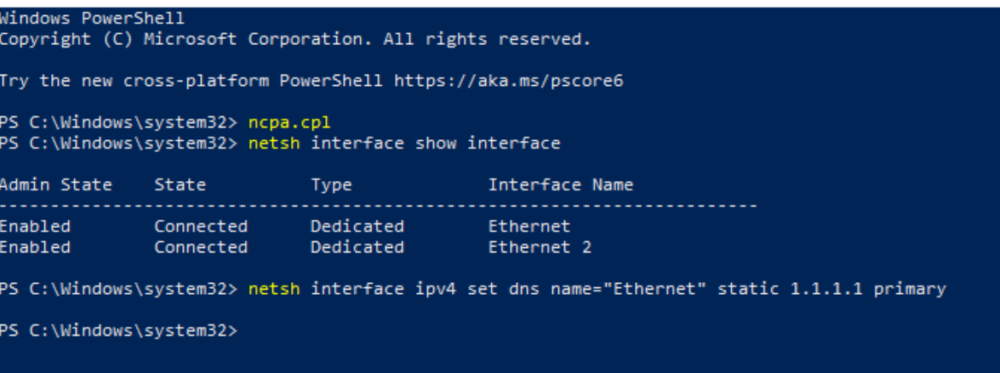 Windows PowerShell
Copyright (C) Microsoft Corporation. All rights reserved.
Try the new cross-platform PowerShell https://aka.ms/pscore6
PS C:\Windows\system32> ncpa.cpl
PS C:\Windows\system32> netsh interface show interface
Admin State    State          Type             Interface Name
-------------------------------------------------------------------------
Enabled        Connected      Dedicated        Ethernet
Enabled        Connected      Dedicated        Ethernet 2
PS C:\Windows\system32> netsh interface ipv4 set dns name="Ethernet" static 1.1.1.1 primary
PS C:\Windows\system32>